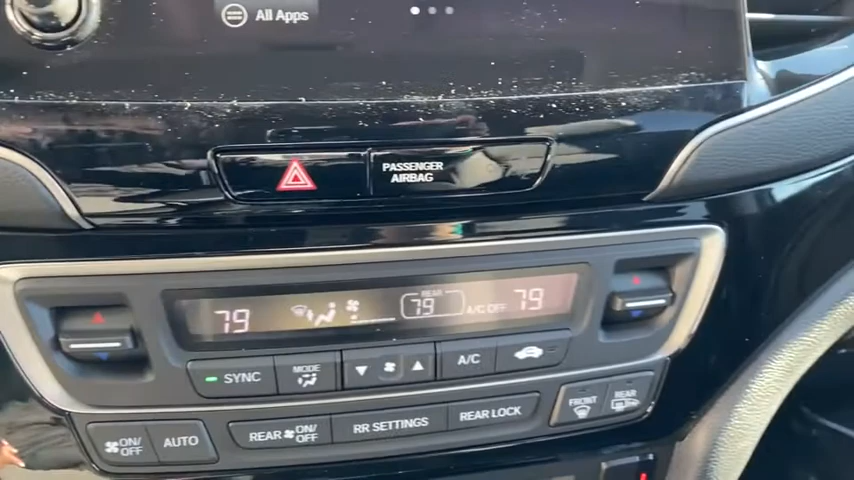 All Apps
PASSENGER
AIRBAG
79
REAR
79
A/C OFF
79
SYNC
MODE
A/C
ON
OFF
AUTO
REAR ON
OFF
RR SETTINGS
REAR LOCK
FRONT
REAR